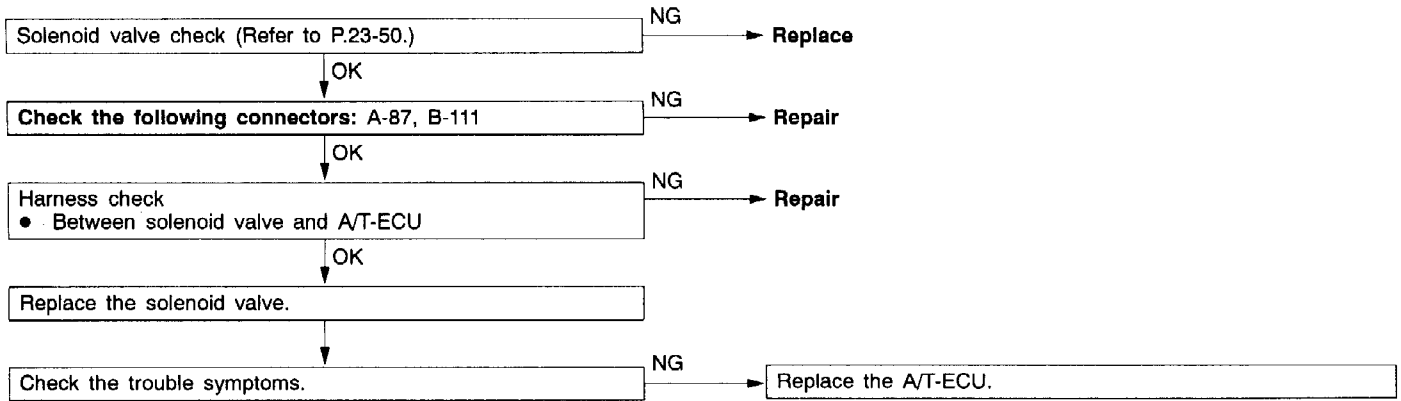 Solenoid valve check (Refer to P.23-50.)
NG
Replace
OK
Check the following connectors: A-87, B-111
NG
Repair
OK
Harness check
● Between solenoid valve and A/T-ECU
NG
Repair
OK
Replace the solenoid valve.
Check the trouble symptoms.
NG
Replace the A/T-ECU.